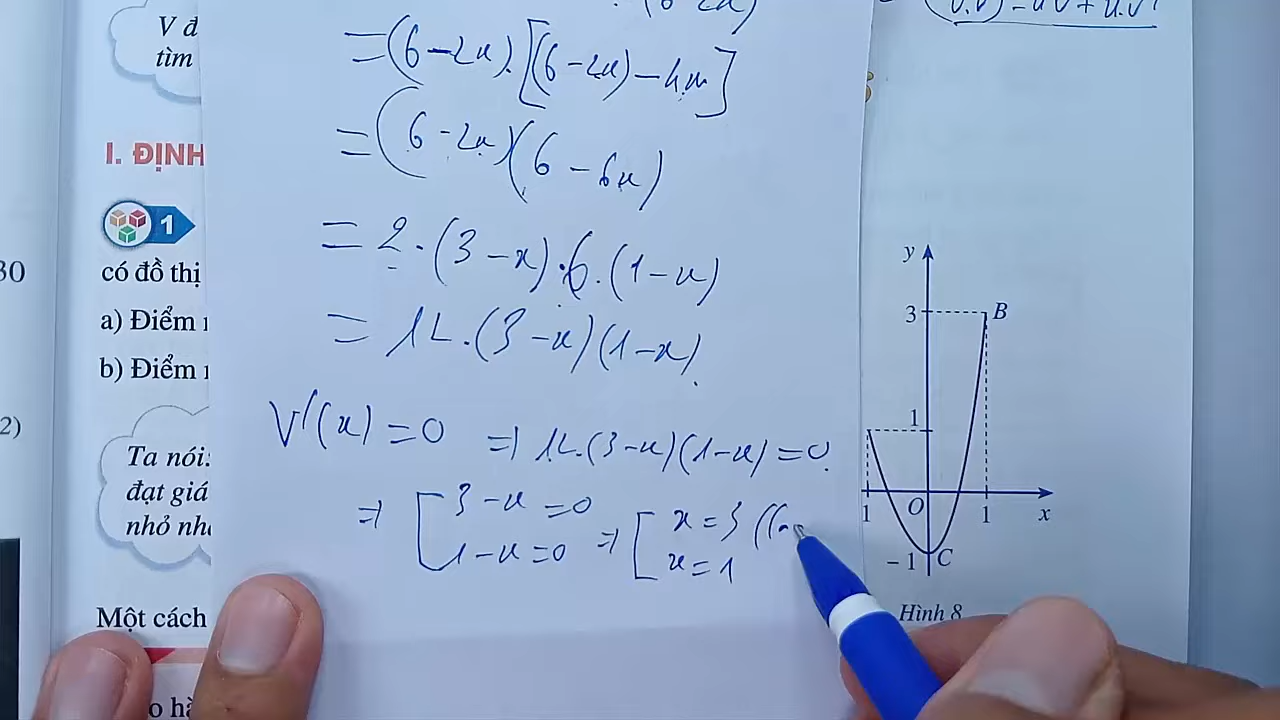 V đ
tìm
I. ĐỊNH
1
30
có đồ thị
a) Điểm
b) Điểm
2)
Ta nói:
đạt giá
nhỏ nh
Một cách
(6-2x)
=(6-2x).[(6-2x)-4x]
=(6-2x)(6-6x)
=2.(3-x).6.(1-x)
=12.(3-x)(1-x)
V'(x)=0 => 12.(3-x)(1-x)=0
=> [3-x=0 => [x=3 (
1-x=0 x=1
(u.v)'=u'v+u.v'
y
3 B
1
1 O 1 x
-1 C
Hình 8